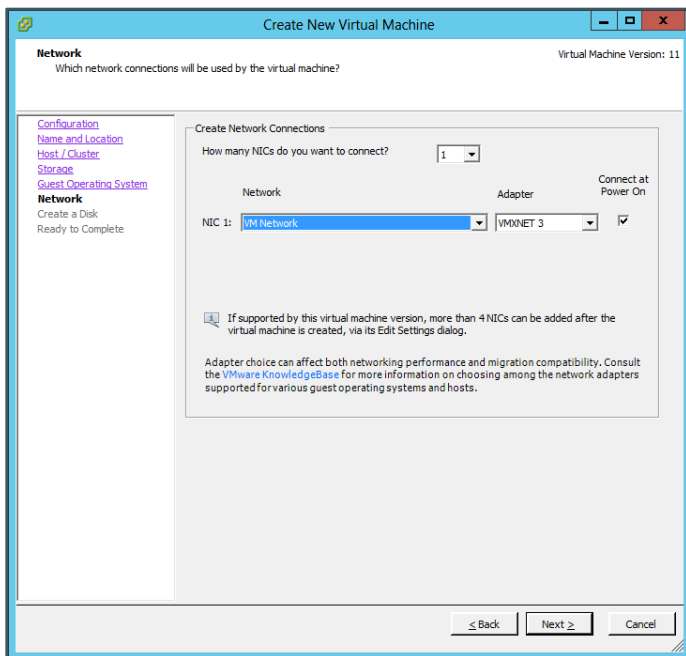 Create New Virtual Machine
Network
Which network connections will be used by the virtual machine?
Virtual Machine Version: 11
Configuration
Name and Location
Host / Cluster
Storage
Guest Operating System
Network
Create a Disk
Ready to Complete
Create Network Connections
How many NICs do you want to connect?
1
Network
Adapter
Connect at
Power On
NIC 1:
VM Network
VMXNET 3
If supported by this virtual machine version, more than 4 NICs can be added after the
virtual machine is created, via its Edit Settings dialog.
Adapter choice can affect both networking performance and migration compatibility. Consult
the VMware KnowledgeBase for more information on choosing among the network adapters
supported for various guest operating systems and hosts.
< Back
Next >
Cancel